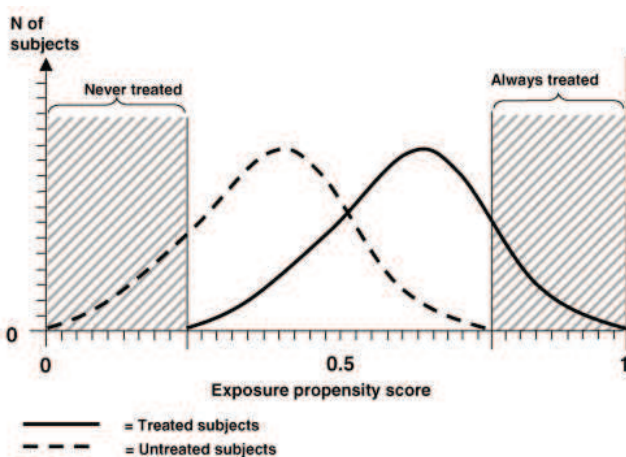 N of
subjects
Never treated
Always treated
0
0
0.5
1
Exposure propensity score
= Treated subjects
= Untreated subjects